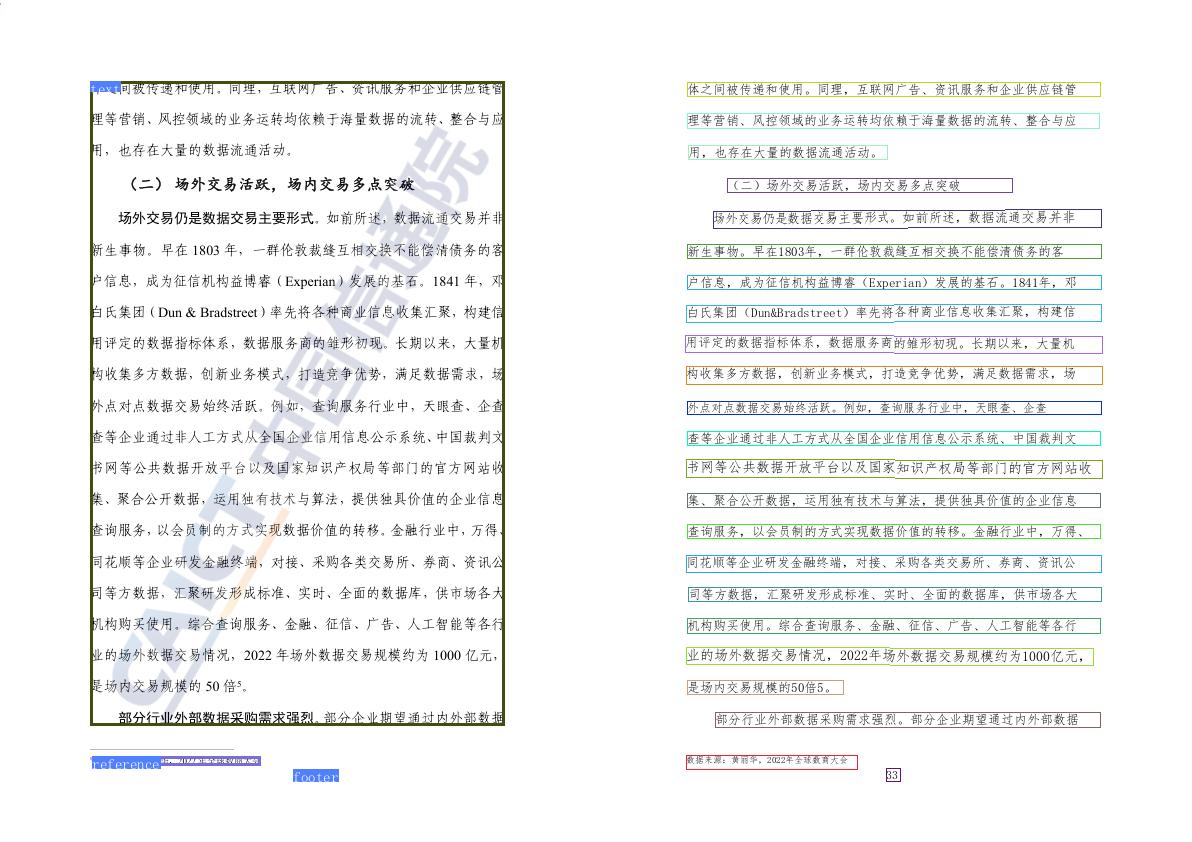 text间被传递和使用。同理，互联网广告、资讯服务和企业供应链管
理等营销、风控领域的业务运转均依赖于海量数据的流转、整合与应
用，也存在大量的数据流通活动。
（二） 场外交易活跃，场内交易多点突破
场外交易仍是数据交易主要形式。如前所述，数据流通交易并非
新生事物。早在 1803 年，一群伦敦裁缝互相交换不能偿清债务的客
户信息，成为征信机构益博睿（Experian）发展的基石。1841 年，邓
白氏集团（Dun & Bradstreet）率先将各种商业信息收集汇聚，构建信
用评定的数据指标体系，数据服务商的雏形初现。长期以来，大量机
构收集多方数据，创新业务模式，打造竞争优势，满足数据需求，场
外点对点数据交易始终活跃。例如，查询服务行业中，天眼查、企查
查等企业通过非人工方式从全国企业信用信息公示系统、中国裁判文
书网等公共数据开放平台以及国家知识产权局等部门的官方网站收
集、聚合公开数据，运用独有技术与算法，提供独具价值的企业信息
查询服务，以会员制的方式实现数据价值的转移。金融行业中，万得、
同花顺等企业研发金融终端，对接、采购各类交易所、券商、资讯公
司等方数据，汇聚研发形成标准、实时、全面的数据库，供市场各大
机构购买使用。综合查询服务、金融、征信、广告、人工智能等各行
业的场外数据交易情况，2022 年场外数据交易规模约为 1000 亿元，
是场内交易规模的 50 倍⁵。
部分行业外部数据采购需求强烈。部分企业期望通过内外部数据
reference
footer
CAICT 中国信通院
体之间被传递和使用。同理，互联网广告、资讯服务和企业供应链管
理等营销、风控领域的业务运转均依赖于海量数据的流转、整合与应
用，也存在大量的数据流通活动。
（二）场外交易活跃，场内交易多点突破
场外交易仍是数据交易主要形式。如前所述，数据流通交易并非
新生事物。早在1803年，一群伦敦裁缝互相交换不能偿清债务的客
户信息，成为征信机构益博睿（Experian）发展的基石。1841年，邓
白氏集团（Dun&Bradstreet）率先将各种商业信息收集汇聚，构建信
用评定的数据指标体系，数据服务商的雏形初现。长期以来，大量机
构收集多方数据，创新业务模式，打造竞争优势，满足数据需求，场
外点对点数据交易始终活跃。例如，查询服务行业中，天眼查、企查
查等企业通过非人工方式从全国企业信用信息公示系统、中国裁判文
书网等公共数据开放平台以及国家知识产权局等部门的官方网站收
集、聚合公开数据，运用独有技术与算法，提供独具价值的企业信息
查询服务，以会员制的方式实现数据价值的转移。金融行业中，万得、
同花顺等企业研发金融终端，对接、采购各类交易所、券商、资讯公
司等方数据，汇聚研发形成标准、实时、全面的数据库，供市场各大
机构购买使用。综合查询服务、金融、征信、广告、人工智能等各行
业的场外数据交易情况，2022年场外数据交易规模约为1000亿元，
是场内交易规模的50倍5。
部分行业外部数据采购需求强烈。部分企业期望通过内外部数据
数据来源：黄丽华，2022年全球数商大会
33